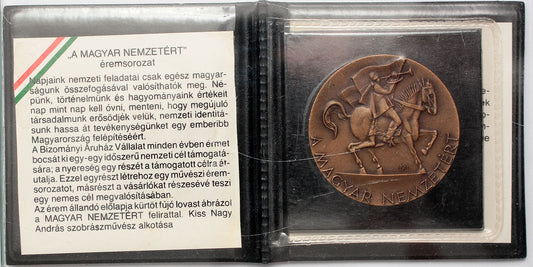 „A MAGYAR NEMZETÉRT"
éremsorozat
Napjaink nemzeti feladatai csak egész magyar-
ságunk összefogásával valósíthatók meg. Né-
pünk, történelmünk és hagyományaink értékeit
nap mint nap kell óvni, menteni, hogy megújuló
társadalmunk erősödjék velük, nemzeti identitá-
sunk hassa át tevékenységünket egy emberibb
Magyarország felépítéséért.
A Bizományi Áruház Vállalat minden évben érmet
bocsát ki egy-egy időszerű nemzeti cél támogatá-
sára; a nyereség egy részét a támogatott célra át-
utalja. Ezzel egyrészt létrehoz egy művészi érem-
sorozatot, másrészt a vásárlókat részesévé teszi
egy nemes cél megvalósításában.
Az érem állandó előlapja kürtöt fújó lovast ábrázol
a MAGYAR NEMZETÉRT felirattal. Kiss Nagy
András szobrászművész alkotása
A MAGYAR NEMZETÉRT